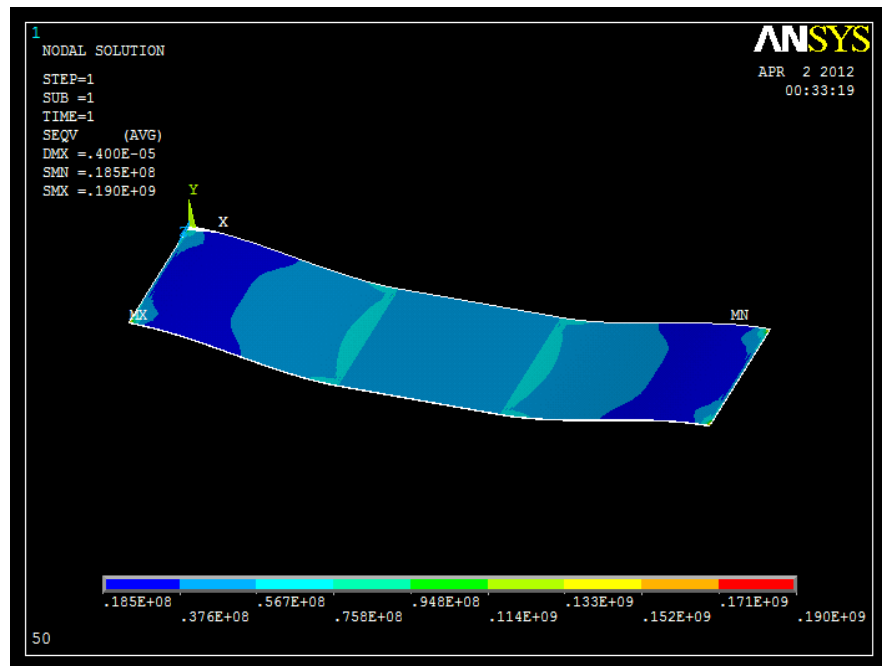 1
NODAL SOLUTION
STEP=1
SUB =1
TIME=1
SEQV (AVG)
DMX =.400E-05
SMN =.185E+08
SMX =.190E+09
ANSYS
APR 2 2012
00:33:19
Y
X
MX
MN
.185E+08 .567E+08 .948E+08 .133E+09 .171E+09
.376E+08 .758E+08 .114E+09 .152E+09 .190E+09
50